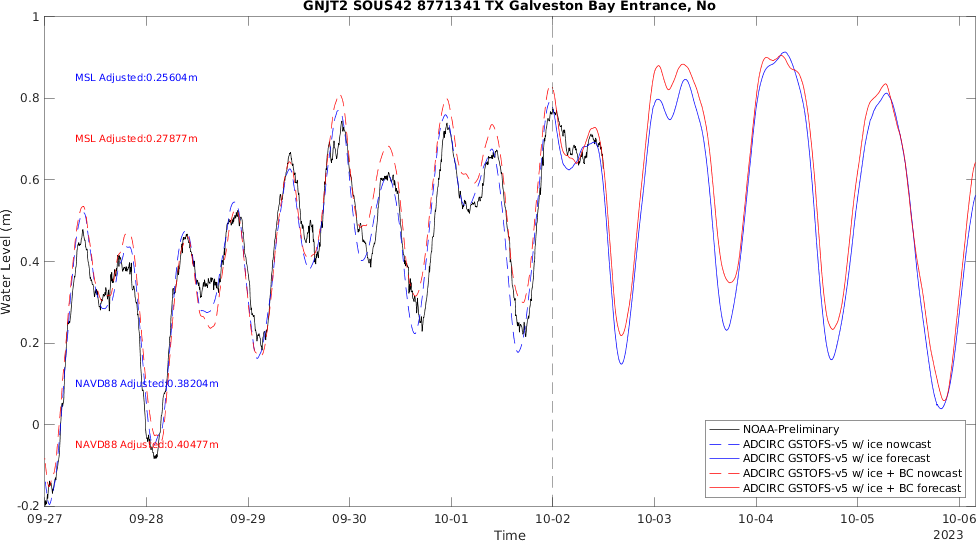 GNJT2 SOUS42 8771341 TX Galveston Bay Entrance, No
1
0.8
0.6
0.4
0.2
0
-0.2
Water Level (m)
MSL Adjusted:0.25604m
MSL Adjusted:0.27877m
NAVD88 Adjusted:0.38204m
NAVD88 Adjusted:0.40477m
NOAA-Preliminary
ADCIRC GSTOFS-v5 w/ ice nowcast
ADCIRC GSTOFS-v5 w/ ice forecast
ADCIRC GSTOFS-v5 w/ ice + BC nowcast
ADCIRC GSTOFS-v5 w/ ice + BC forecast
09-27 09-28 09-29 09-30 10-01 10-02 10-03 10-04 10-05 10-06
Time
2023